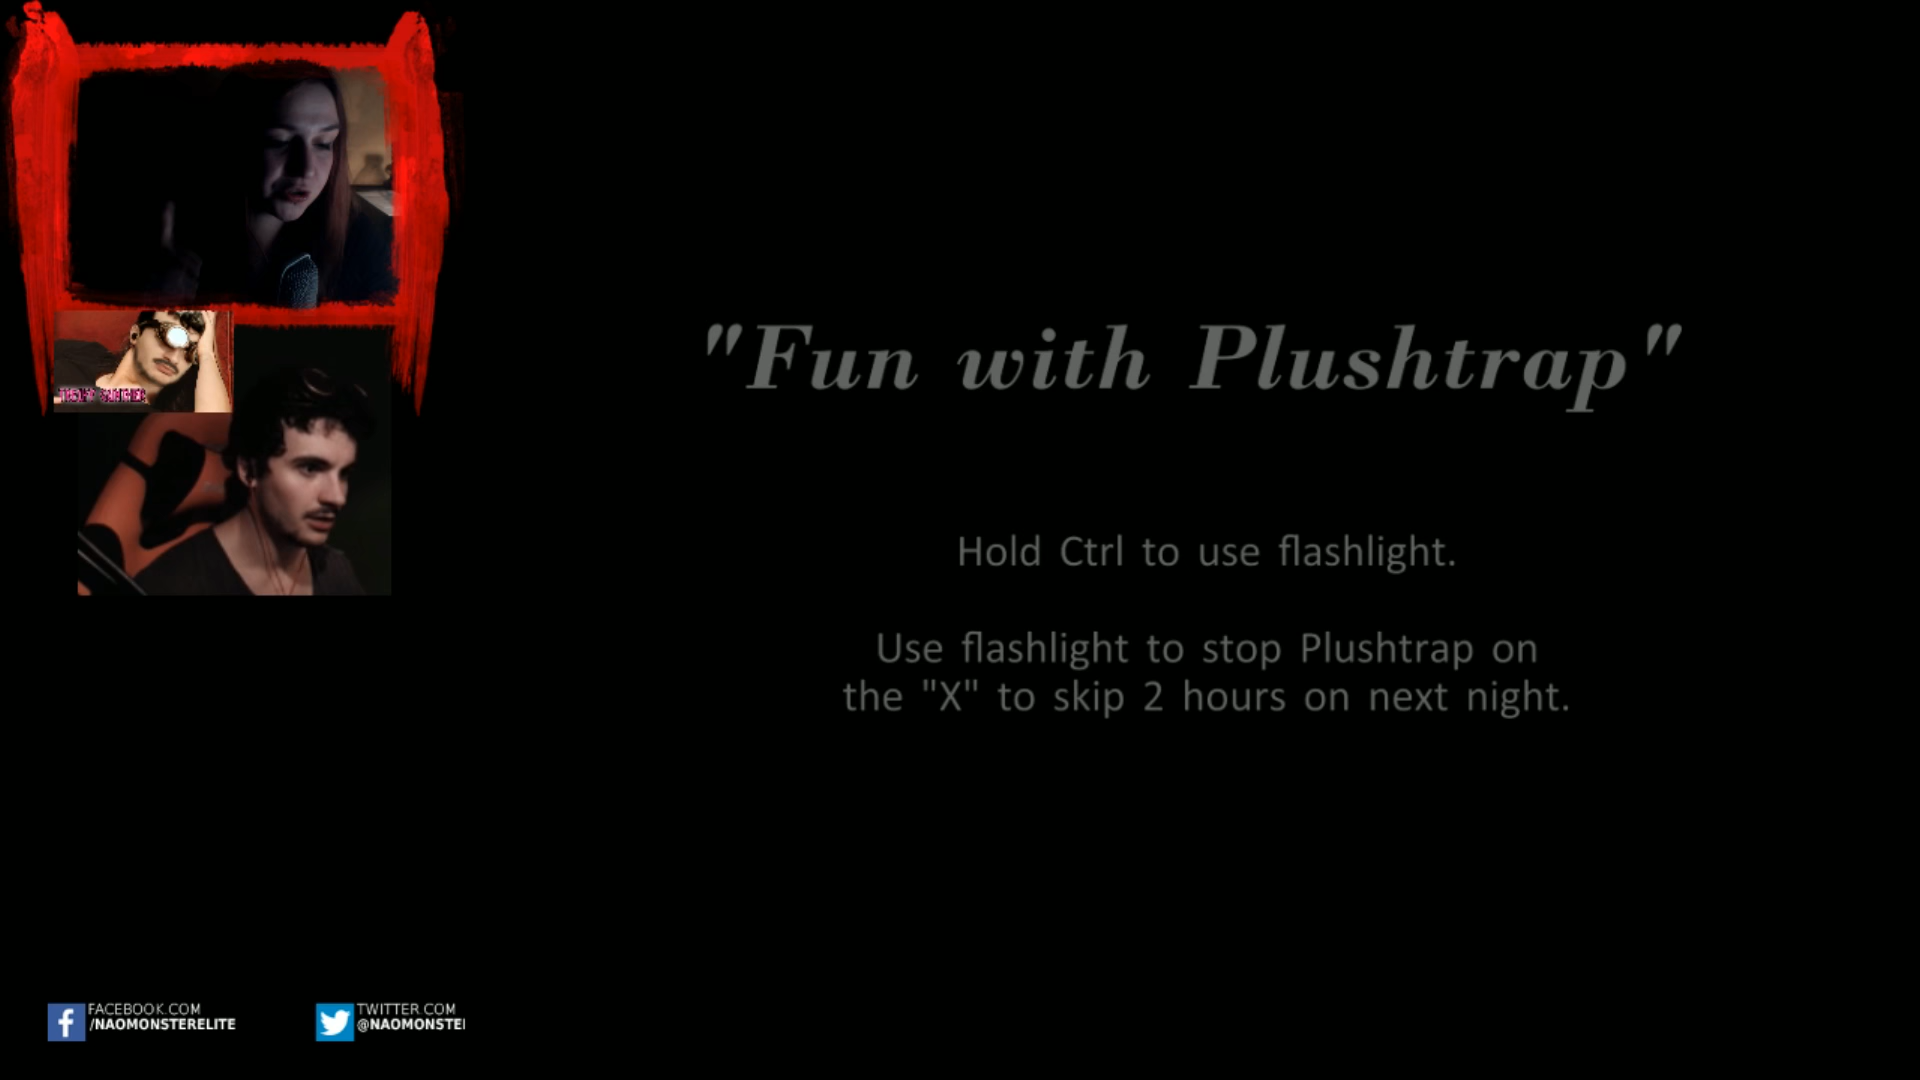 "Fun with Plushtrap"
Hold Ctrl to use flashlight.
Use flashlight to stop Plushtrap on
the "X" to skip 2 hours on next night.
FACEBOOK.COM
/NAOMONSTERELITE
TWITTER.COM
@NAOMONSTE